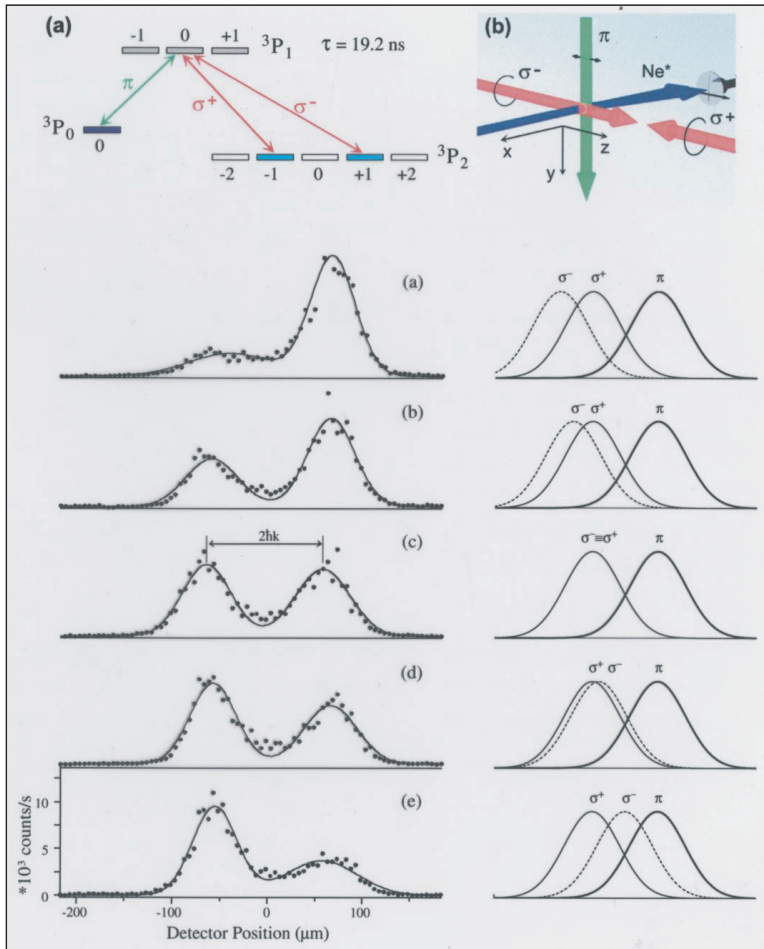 (a)
-1 0 +1 ³P₁ τ = 19.2 ns
π
σ⁺
σ⁻
³P₀
0
-2 -1 0 +1 +2 ³P₂
(b)
π
σ-
Ne*
σ+
x
z
y
(a)
σ⁻ σ⁺ π
(b)
σ⁻ σ⁺ π
2ħk
(c)
σ⁻≡σ⁺ π
(d)
σ⁺ σ⁻ π
(e)
σ⁺ σ⁻ π
*10³ counts/s
10
5
0
-200 -100 0 100
Detector Position (μm)